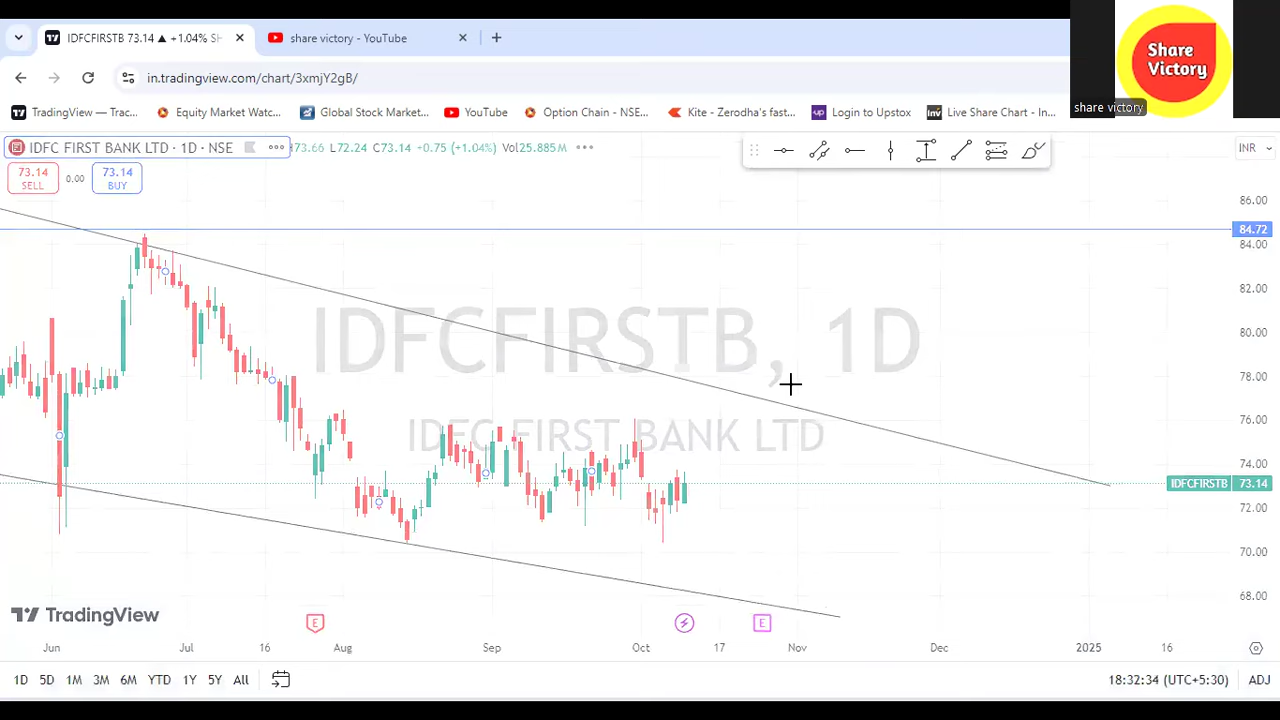 IDFCFIRSTB 73.14 ▲ +1.04% S
share victory - YouTube
Share
Victory
share victory
in.tradingview.com/chart/3xmjY2gB/
TradingView — Trac...
Equity Market Watc...
Global Stock Market...
YouTube
Option Chain - NSE...
Kite - Zerodha's fast...
Login to Upstox
Live Share Chart - In...
IDFC FIRST BANK LTD · 1D · NSE
73.66 L72.24 C73.14 +0.75 (+1.04%) Vol25.885M
INR
73.14
SELL
0.00
73.14
BUY
86.00
84.72
84.00
82.00
80.00
78.00
76.00
74.00
IDFCFIRSTB 73.14
72.00
70.00
68.00
IDFCFIRSTB, 1D
IDFC FIRST BANK LTD
TradingView
E
E
Jun Jul 16 Aug Sep Oct 17 Nov Dec 2025 16
1D 5D 1M 3M 6M YTD 1Y 5Y All
18:32:34 (UTC+5:30) ADJ